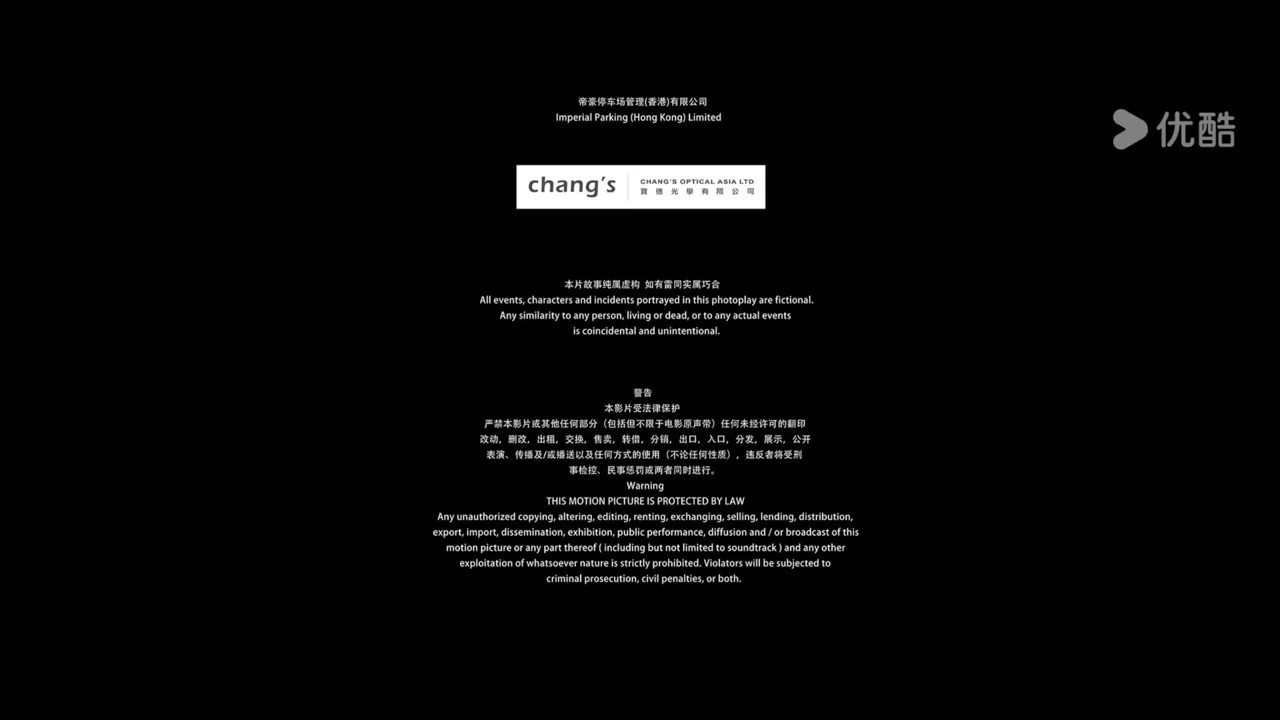 帝豪停车场管理(香港)有限公司
Imperial Parking (Hong Kong) Limited
优酷
chang's
CHANG'S OPTICAL ASIA LTD
寶德光學有限公司
本片故事纯属虚构 如有雷同实属巧合
All events, characters and incidents portrayed in this photoplay are fictional.
Any similarity to any person, living or dead, or to any actual events
is coincidental and unintentional.
警告
本影片受法律保护
严禁本影片或其他任何部分（包括但不限于电影原声带）任何未经许可的翻印
改动，删改，出租，交换，售卖，转借，分销，出口，入口，分发，展示，公开
表演、传播及/或播送以及任何方式的使用（不论任何性质），违反者将受刑
事检控、民事惩罚或两者同时进行。
Warning
THIS MOTION PICTURE IS PROTECTED BY LAW
Any unauthorized copying, altering, editing, renting, exchanging, selling, lending, distribution,
export, import, dissemination, exhibition, public performance, diffusion and / or broadcast of this
motion picture or any part thereof ( including but not limited to soundtrack ) and any other
exploitation of whatsoever nature is strictly prohibited. Violators will be subjected to
criminal prosecution, civil penalties, or both.